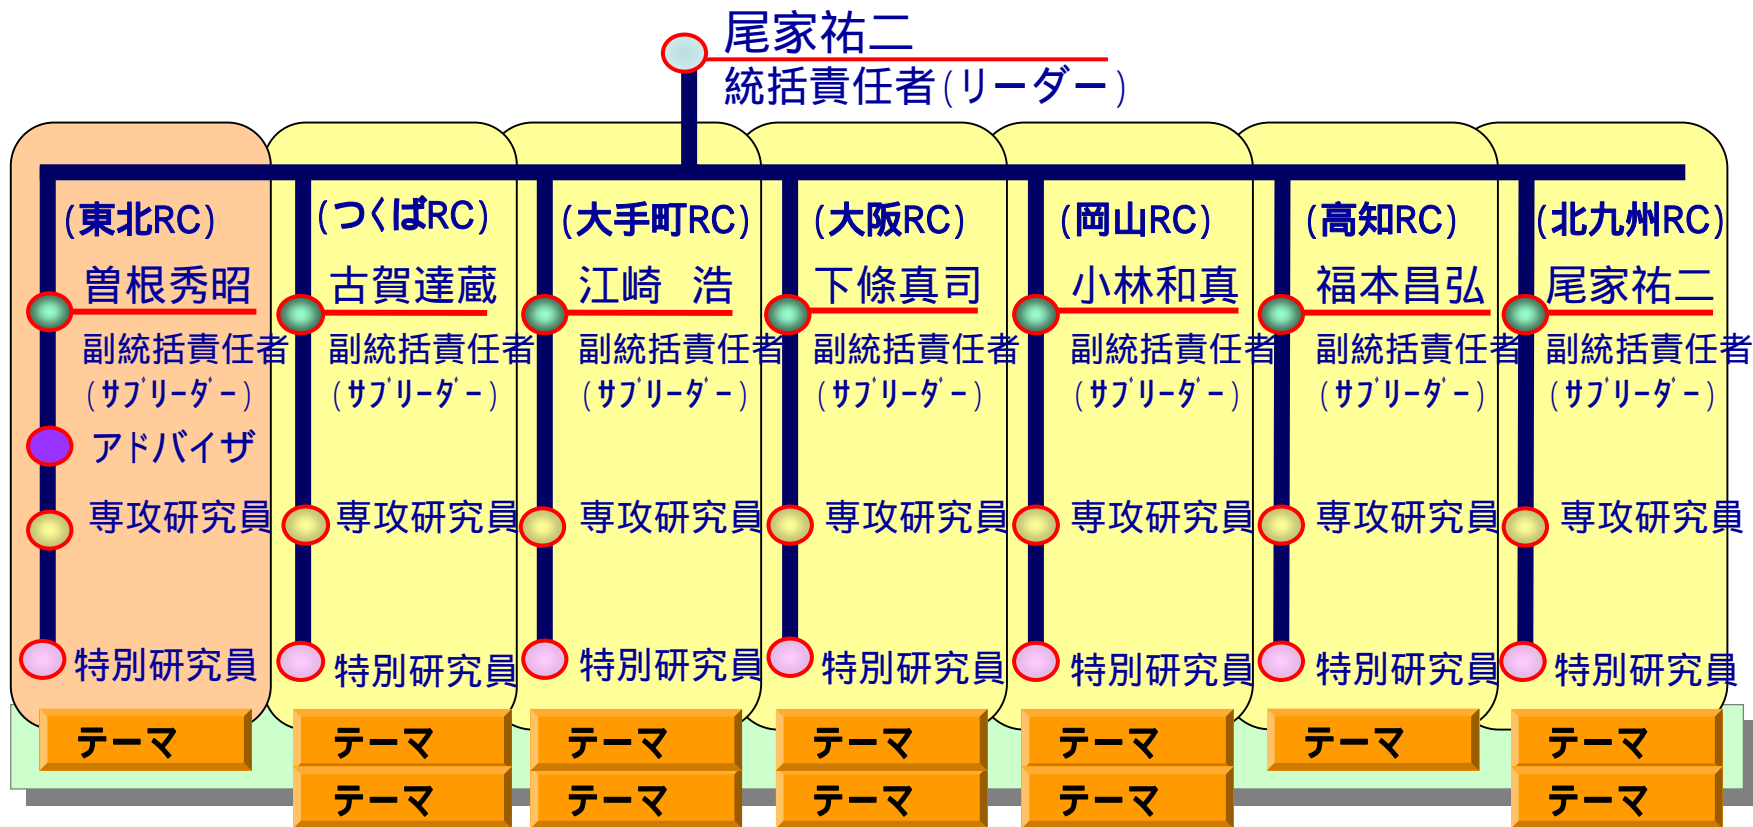 尾家祐二
統括責任者(リーダー)
(東北RC)
曽根秀昭
副統括責任者
(ｻﾌﾞﾘｰﾀﾞｰ)
アドバイザ
専攻研究員
特別研究員
テーマ
(つくばRC)
古賀達蔵
副統括責任者
(ｻﾌﾞﾘｰﾀﾞｰ)
専攻研究員
特別研究員
テーマ
テーマ
(大手町RC)
江崎　浩
副統括責任者
(ｻﾌﾞﾘｰﾀﾞｰ)
専攻研究員
特別研究員
テーマ
テーマ
(大阪RC)
下條真司
副統括責任者
(ｻﾌﾞﾘｰﾀﾞｰ)
専攻研究員
特別研究員
テーマ
テーマ
(岡山RC)
小林和真
副統括責任者
(ｻﾌﾞﾘｰﾀﾞｰ)
専攻研究員
特別研究員
テーマ
テーマ
(高知RC)
福本昌弘
副統括責任者
(ｻﾌﾞﾘｰﾀﾞｰ)
専攻研究員
特別研究員
テーマ
(北九州RC)
尾家祐二
副統括責任者
(ｻﾌﾞﾘｰﾀﾞｰ)
専攻研究員
特別研究員
テーマ
テーマ